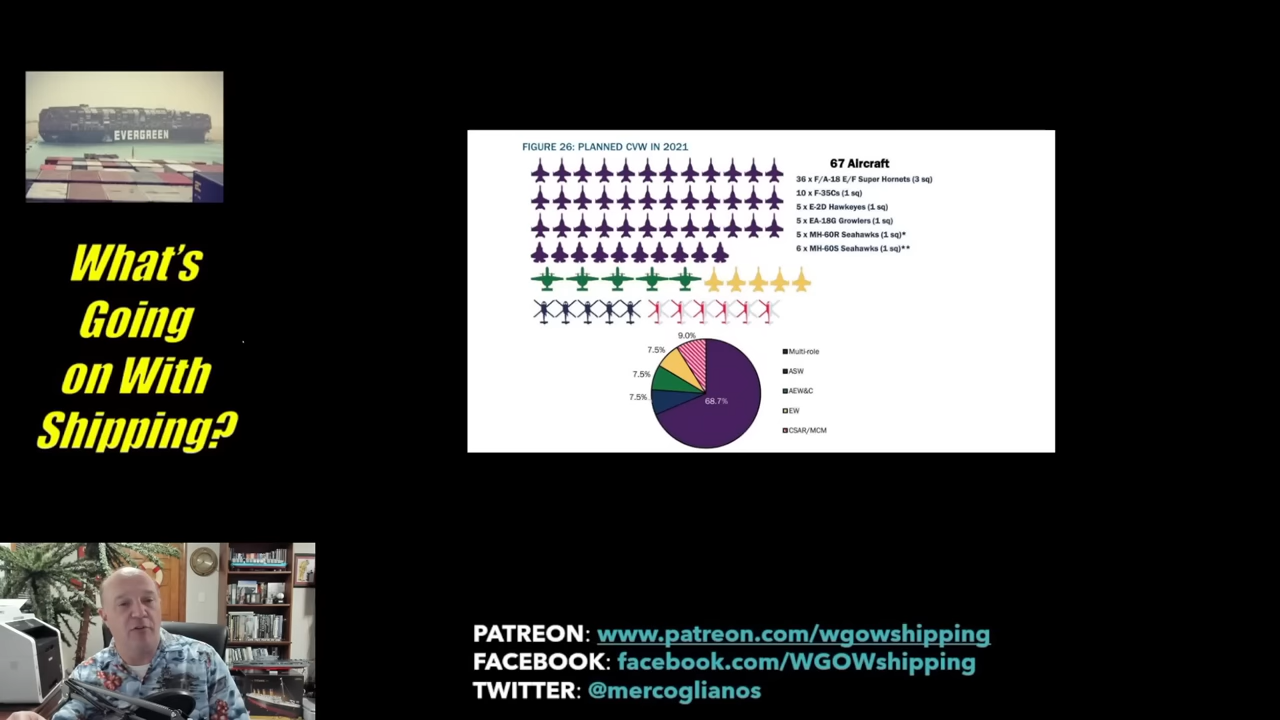 EVERGREEN
What's
Going
on With
Shipping?
FIGURE 26: PLANNED CVW IN 2021
67 Aircraft
36 x F/A-18 E/F Super Hornets (3 sq)
10 x F-35Cs (1 sq)
5 x E-2D Hawkeyes (1 sq)
5 x EA-18G Growlers (1 sq)
5 x MH-60R Seahawks (1 sq)*
6 x MH-60S Seahawks (1 sq)**
9.0%
7.5%
7.5%
7.5%
68.7%
Multi-role
ASW
AEW&C
EW
CSAR/MCM
PATREON: www.patreon.com/wgowshipping
FACEBOOK: facebook.com/WGOWshipping
TWITTER: @mercoglianos